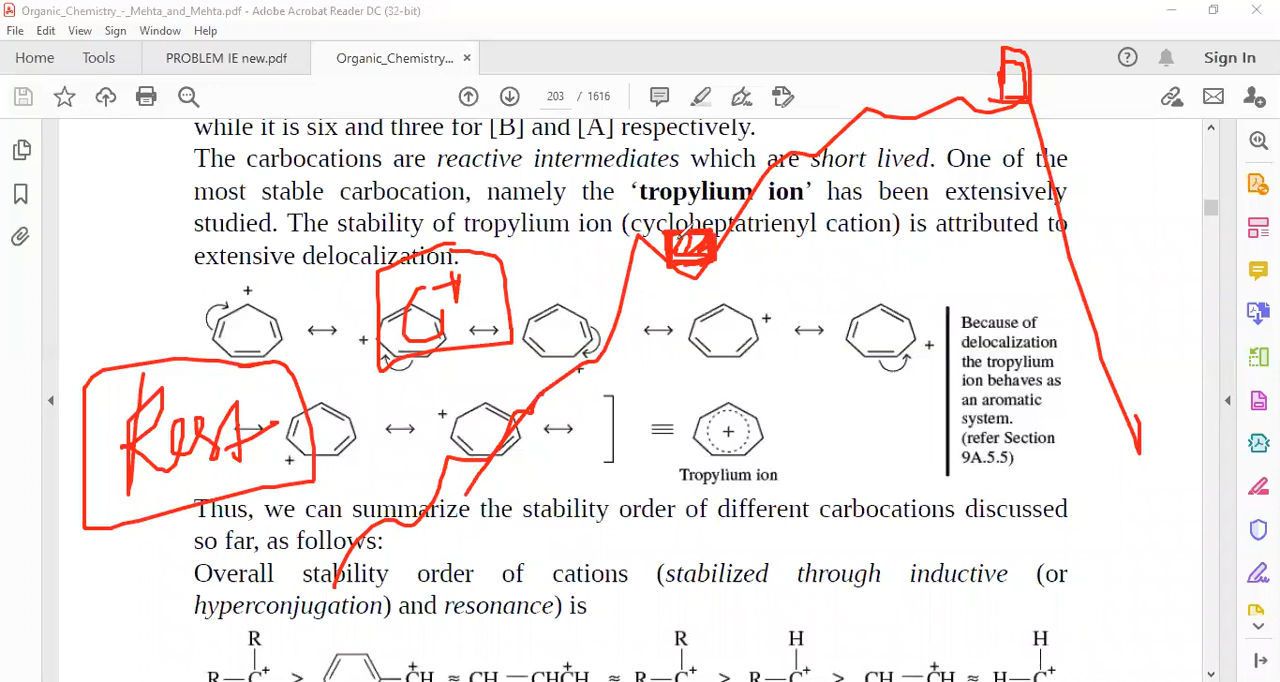 Organic_Chemistry_-_Mehta_and_Mehta.pdf - Adobe Acrobat Reader DC (32-bit)
File Edit View Sign Window Help
Home Tools PROBLEM IE new.pdf Organic_Chemistry... × Sign In
203 / 1616
while it is six and three for [B] and [A] respectively.
The carbocations are reactive intermediates which are short lived. One of the
most stable carbocation, namely the ‘tropylium ion’ has been extensively
studied. The stability of tropylium ion (cycloheptatrienyl cation) is attributed to
extensive delocalization.
C+
Because of
delocalization
the tropylium
ion behaves as
an aromatic
system.
(refer Section
9A.5.5)
Rest
Tropylium ion
Thus, we can summarize the stability order of different carbocations discussed
so far, as follows:
Overall stability order of cations (stabilized through inductive (or
hyperconjugation) and resonance) is
R R H H